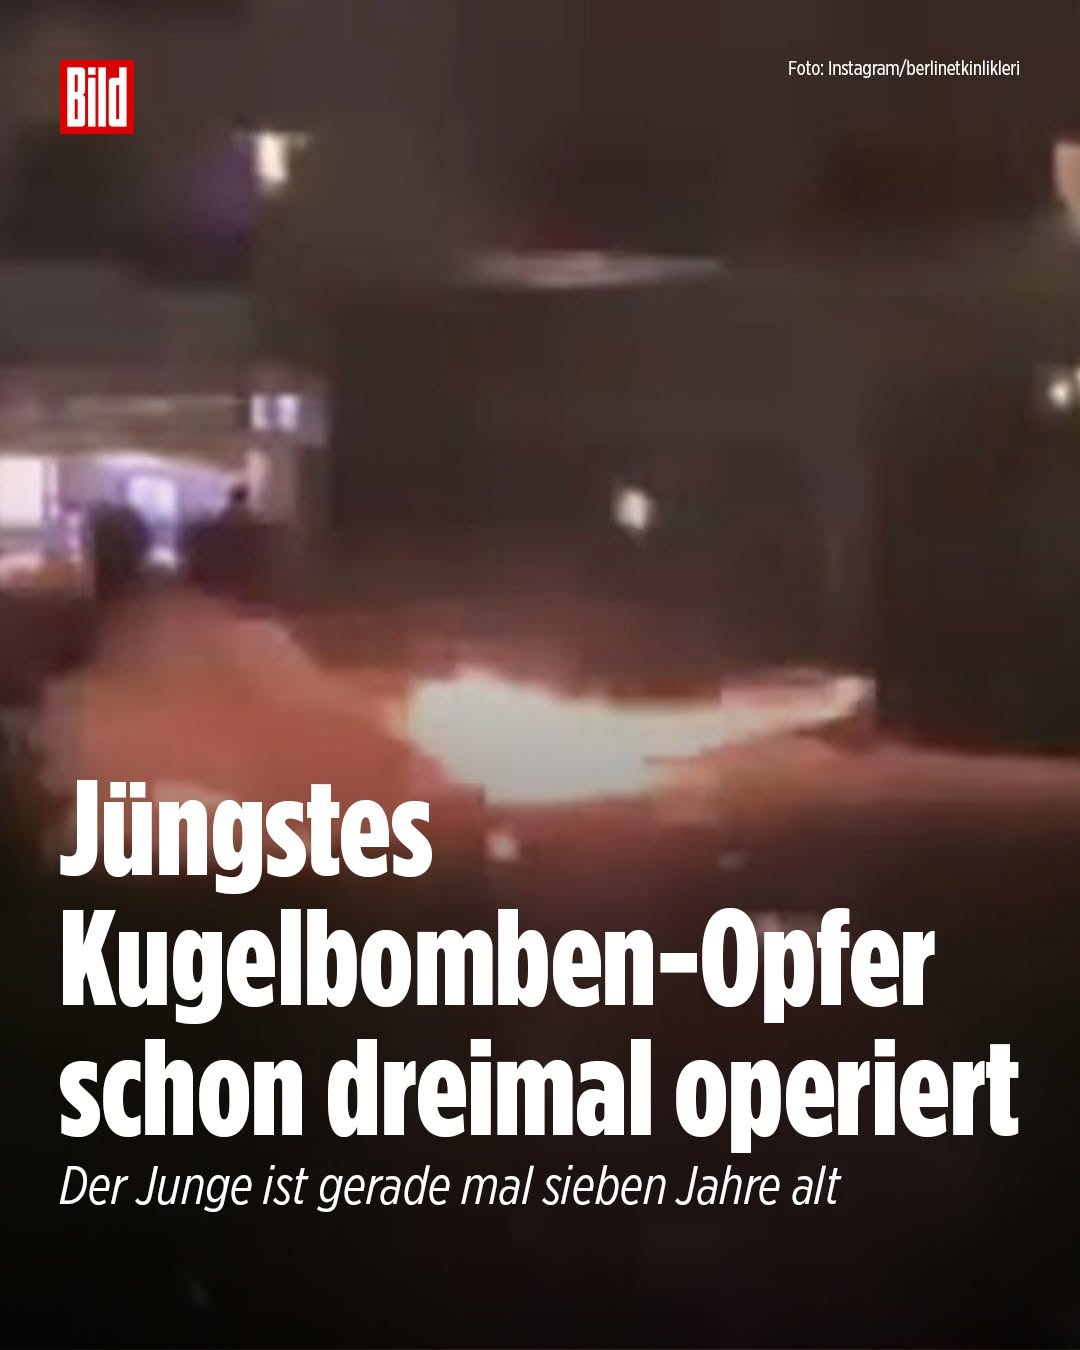 Bild
Foto: Instagram/berlinetkinlikleri
Jüngstes
Kugelbomben-Opfer
schon dreimal operiert
Der Junge ist gerade mal sieben Jahre alt